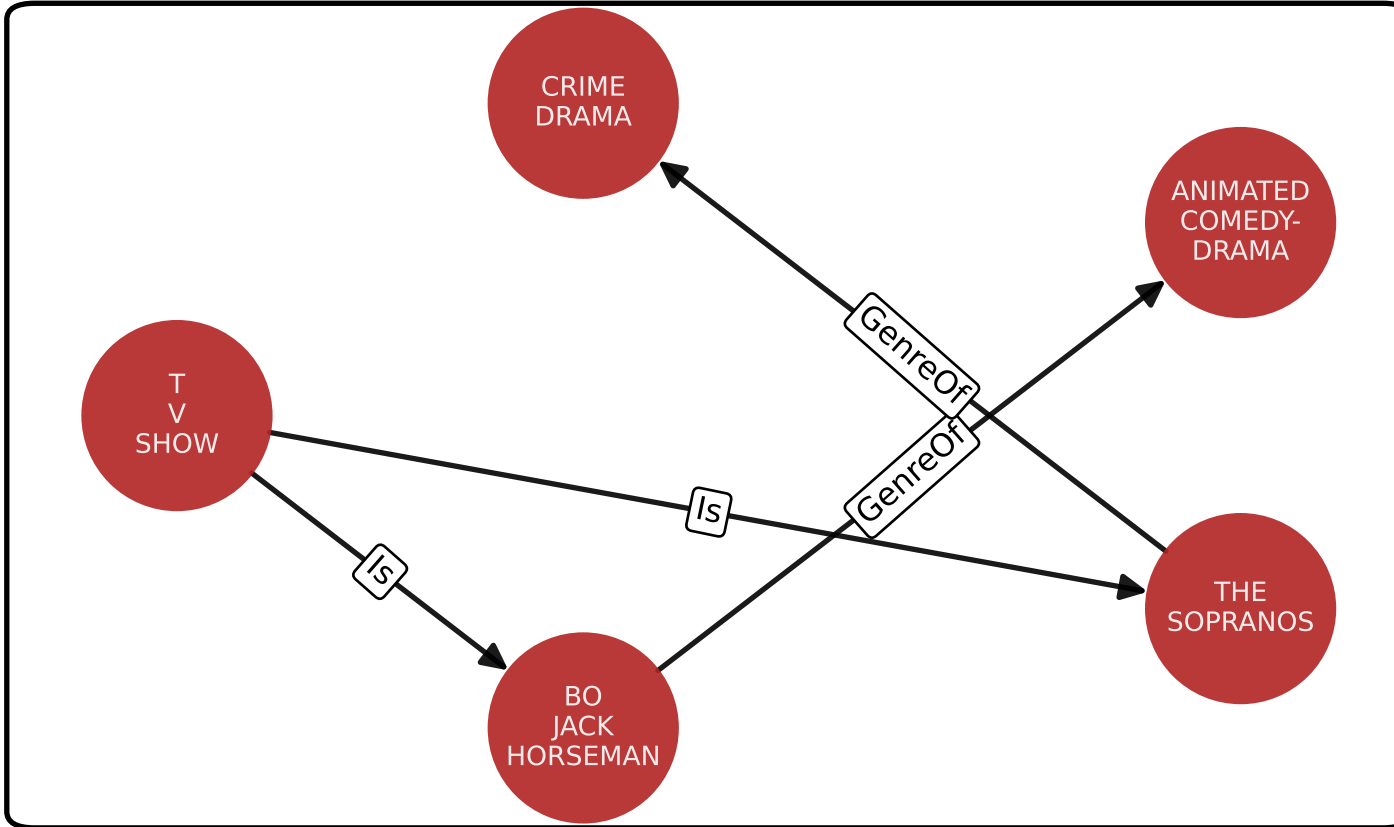 CRIME
DRAMA
ANIMATED
COMEDY-
DRAMA
GenreOf
T
V
SHOW
GenreOf
Is
Is
THE
SOPRANOS
BO
JACK
HORSEMAN